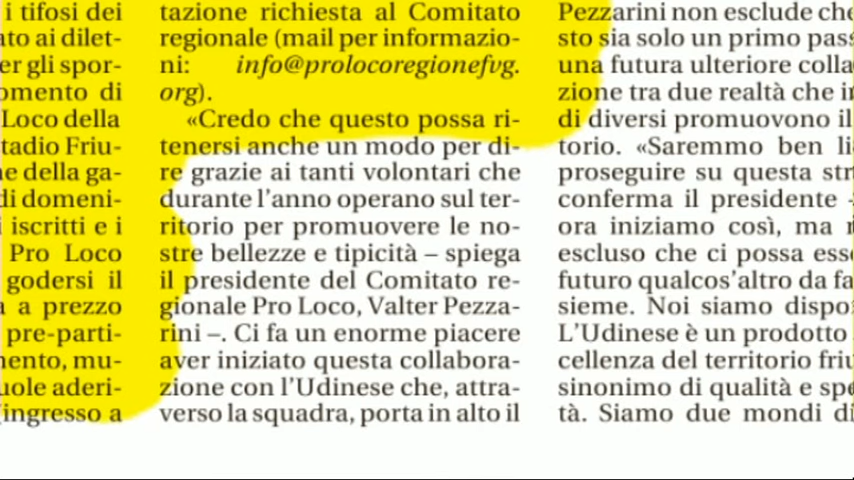 i tifosi dei
ai dilet-
gli spor-
di
Loco della
Friu-
della ga-
di domeni-
iscritti e i
Pro Loco
godersi il
a prezzo
pre-parti-
mu-
aderi-
ingresso a
tazione richiesta al Comitato
regionale (mail per informazio-
ni: info@prolocoregionefvg.
org).
«Credo che questo possa ri-
tenersi anche un modo per di-
re grazie ai tanti volontari che
durante l'anno operano sul ter-
ritorio per promuovere le no-
stre bellezze e tipicità – spiega
il presidente del Comitato re-
gionale Pro Loco, Valter Pezza-
rini –. Ci fa un enorme piacere
aver iniziato questa collabora-
zione con l'Udinese che, attra-
verso la squadra, porta in alto il
Pezzarini non esclude che
sto sia solo un primo pass
una futura ulteriore colla
zione tra due realtà che
di diversi promuovono il
torio. «Saremmo ben li
proseguire su questa str
conferma il presidente
ora iniziamo così, ma
escluso che ci possa ess
futuro qualcos'altro da fa
sieme. Noi siamo dispo
L'Udinese è un prodotto
cellenza del territorio friu
sinonimo di qualità e spe
tà. Siamo due mondi di